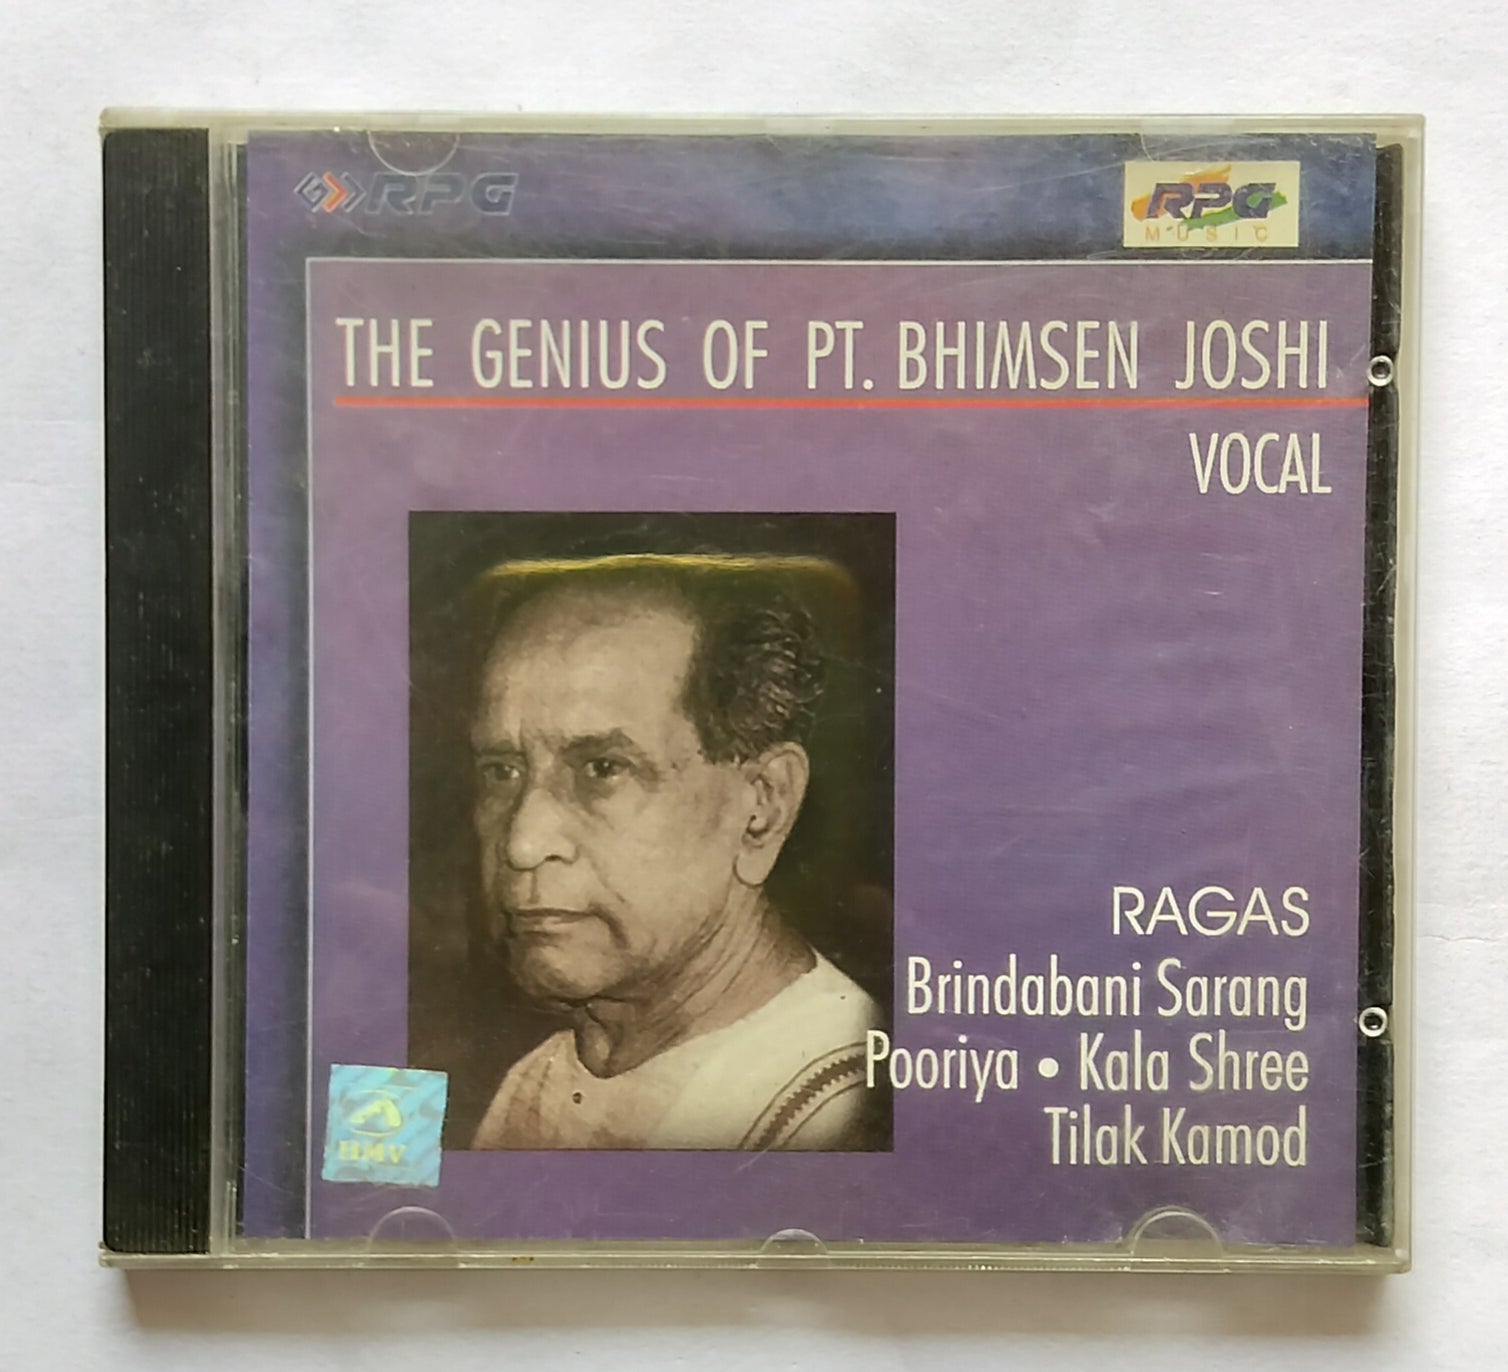 RPG
RPG
MUSIC
THE GENIUS OF PT. BHIMSEN JOSHI
VOCAL
RAGAS
Brindabani Sarang
Pooriya • Kala Shree
Tilak Kamod
HMV